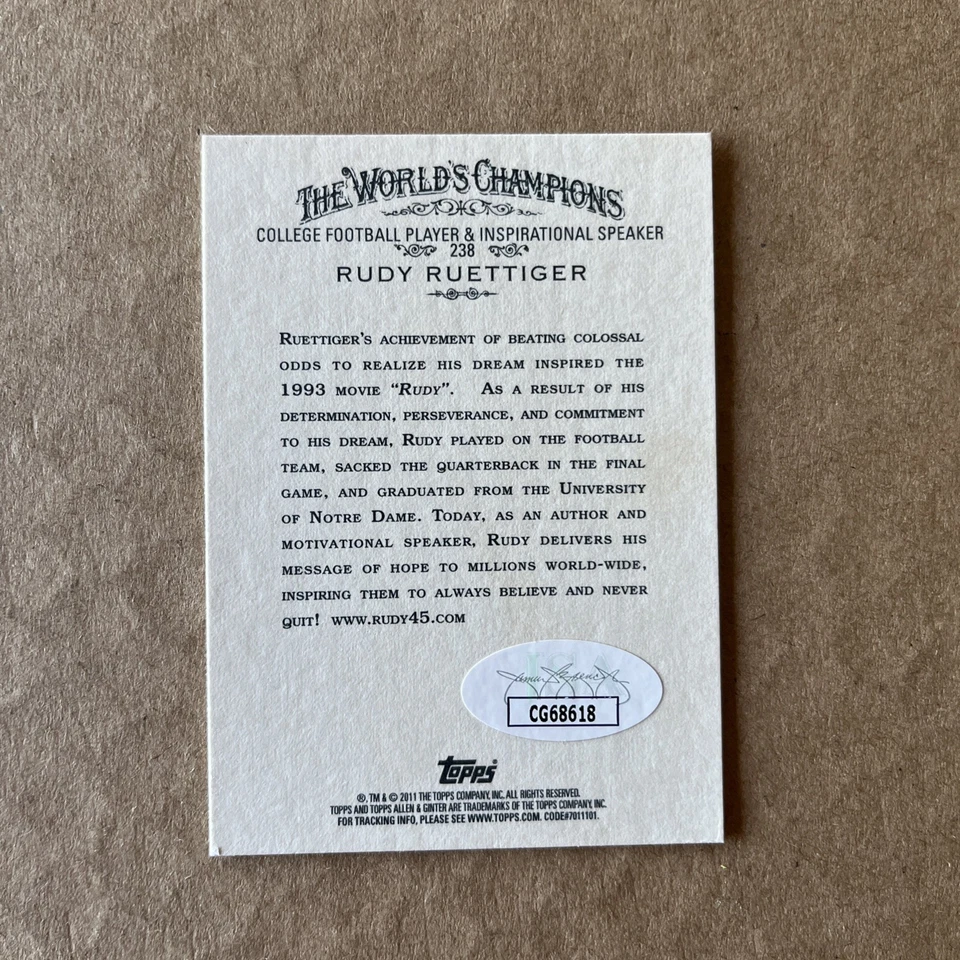 THE WORLD'S CHAMPIONS
COLLEGE FOOTBALL PLAYER & INSPIRATIONAL SPEAKER
238
RUDY RUETTIGER
RUETTIGER'S ACHIEVEMENT OF BEATING COLOSSAL
ODDS TO REALIZE HIS DREAM INSPIRED THE
1993 MOVIE "RUDY". AS A RESULT OF HIS
DETERMINATION, PERSEVERANCE, AND COMMITMENT
TO HIS DREAM, RUDY PLAYED ON THE FOOTBALL
TEAM, SACKED THE QUARTERBACK IN THE FINAL
GAME, AND GRADUATED FROM THE UNIVERSITY
OF NOTRE DAME. TODAY, AS AN AUTHOR AND
MOTIVATIONAL SPEAKER, RUDY DELIVERS HIS
MESSAGE OF HOPE TO MILLIONS WORLD-WIDE,
INSPIRING THEM TO ALWAYS BELIEVE AND NEVER
QUIT! WWW.RUDY45.COM
JSA
CG68618
Topps®
®, TM & © 2011 THE TOPPS COMPANY, INC. ALL RIGHTS RESERVED.
TOPPS AND TOPPS ALLEN & GINTER ARE TRADEMARKS OF THE TOPPS COMPANY, INC.
FOR TRACKING INFO, PLEASE SEE WWW.TOPPS.COM. CODE#7011101.